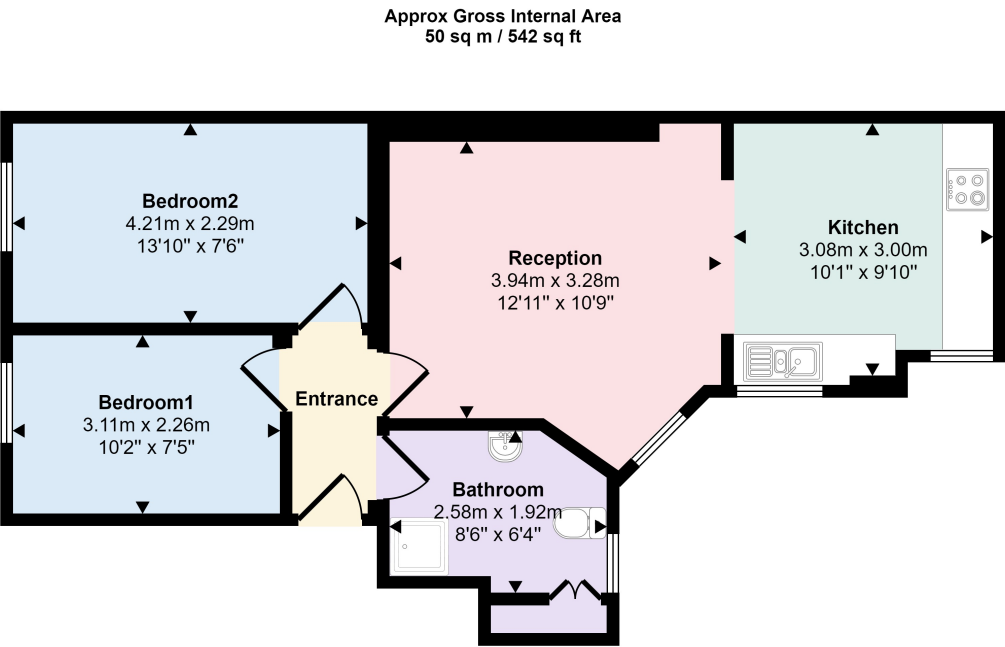 Approx Gross Internal Area
50 sq m / 542 sq ft
Bedroom2
4.21m x 2.29m
13'10" x 7'6"
Reception
3.94m x 3.28m
12'11" x 10'9"
Kitchen
3.08m x 3.00m
10'1" x 9'10"
Bedroom1
3.11m x 2.26m
10'2" x 7'5"
Entrance
Bathroom
2.58m x 1.92m
8'6" x 6'4"